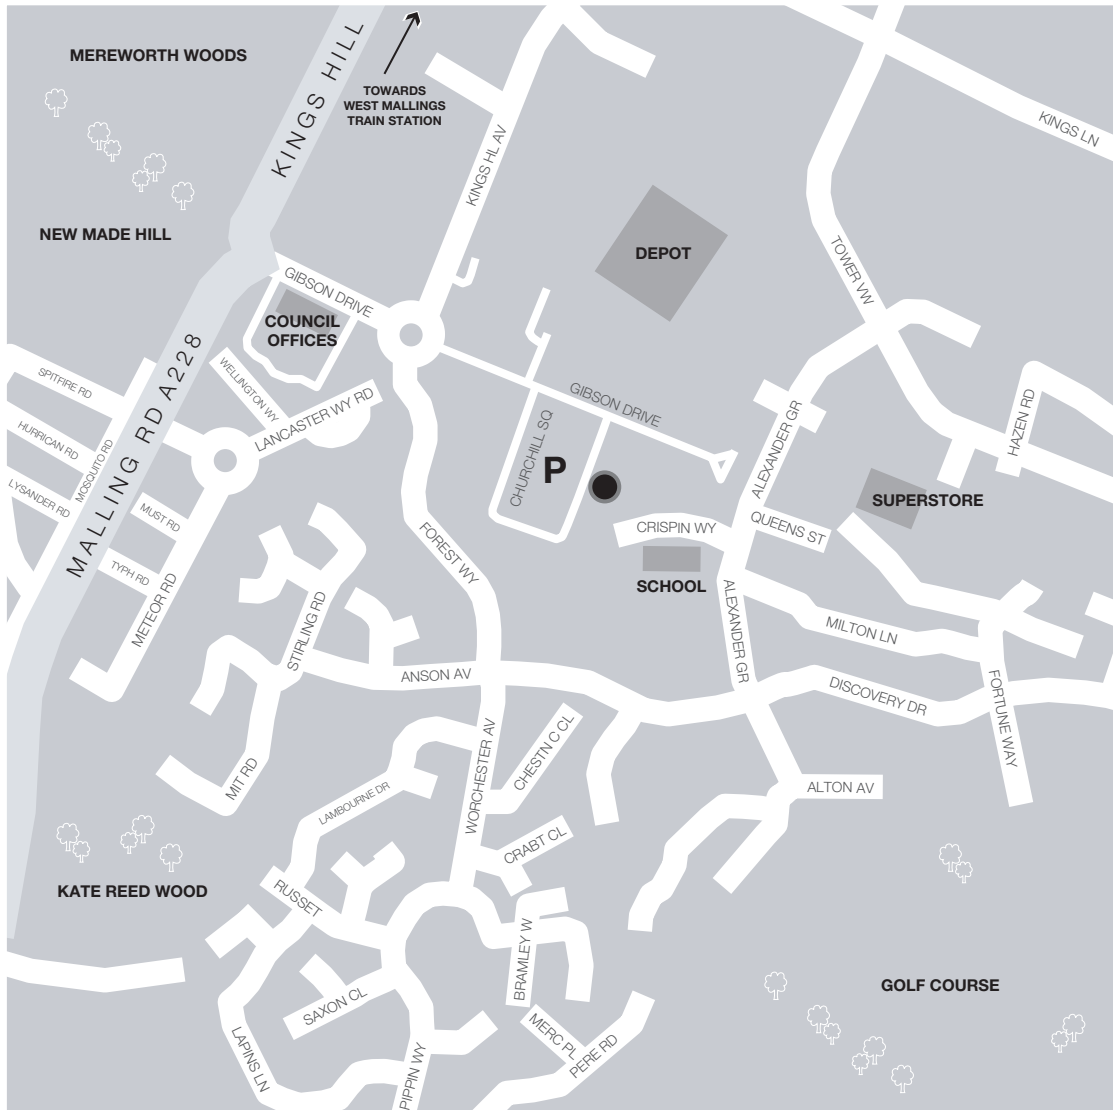 MEREWORTH WOODS
KINGS HILL
TOWARDS
WEST MALLINGS
TRAIN STATION
KINGS LN
KINGS HL AV
NEW MADE HILL
DEPOT
TOWER VW
GIBSON DRIVE
COUNCIL
OFFICES
MALLING RD A228
SPITFIRE RD
WELLINGTON WY
LANCASTER WY RD
GIBSON DRIVE
HAZEN RD
HURRICAN RD
MOSQUITO RD
CHURCHILL SQ
P
ALEXANDER GR
SUPERSTORE
LYSANDER RD
MUST RD
CRISPIN WY
QUEENS ST
FOREST WY
TYPH RD
SCHOOL
METEOR RD
STIRLING RD
ALEXANDER GR
MILTON LN
ANSON AV
DISCOVERY DR
FORTUNE WAY
MIT RD
WORCHESTER AV
CHESTN C CL
LAMBOURNE DR
ALTON AV
CRABT CL
KATE REED WOOD
RUSSET
BRAMLEY W
GOLF COURSE
SAXON CL
MERC PL
PERE RD
LAPINS LN
PIPPIN WY